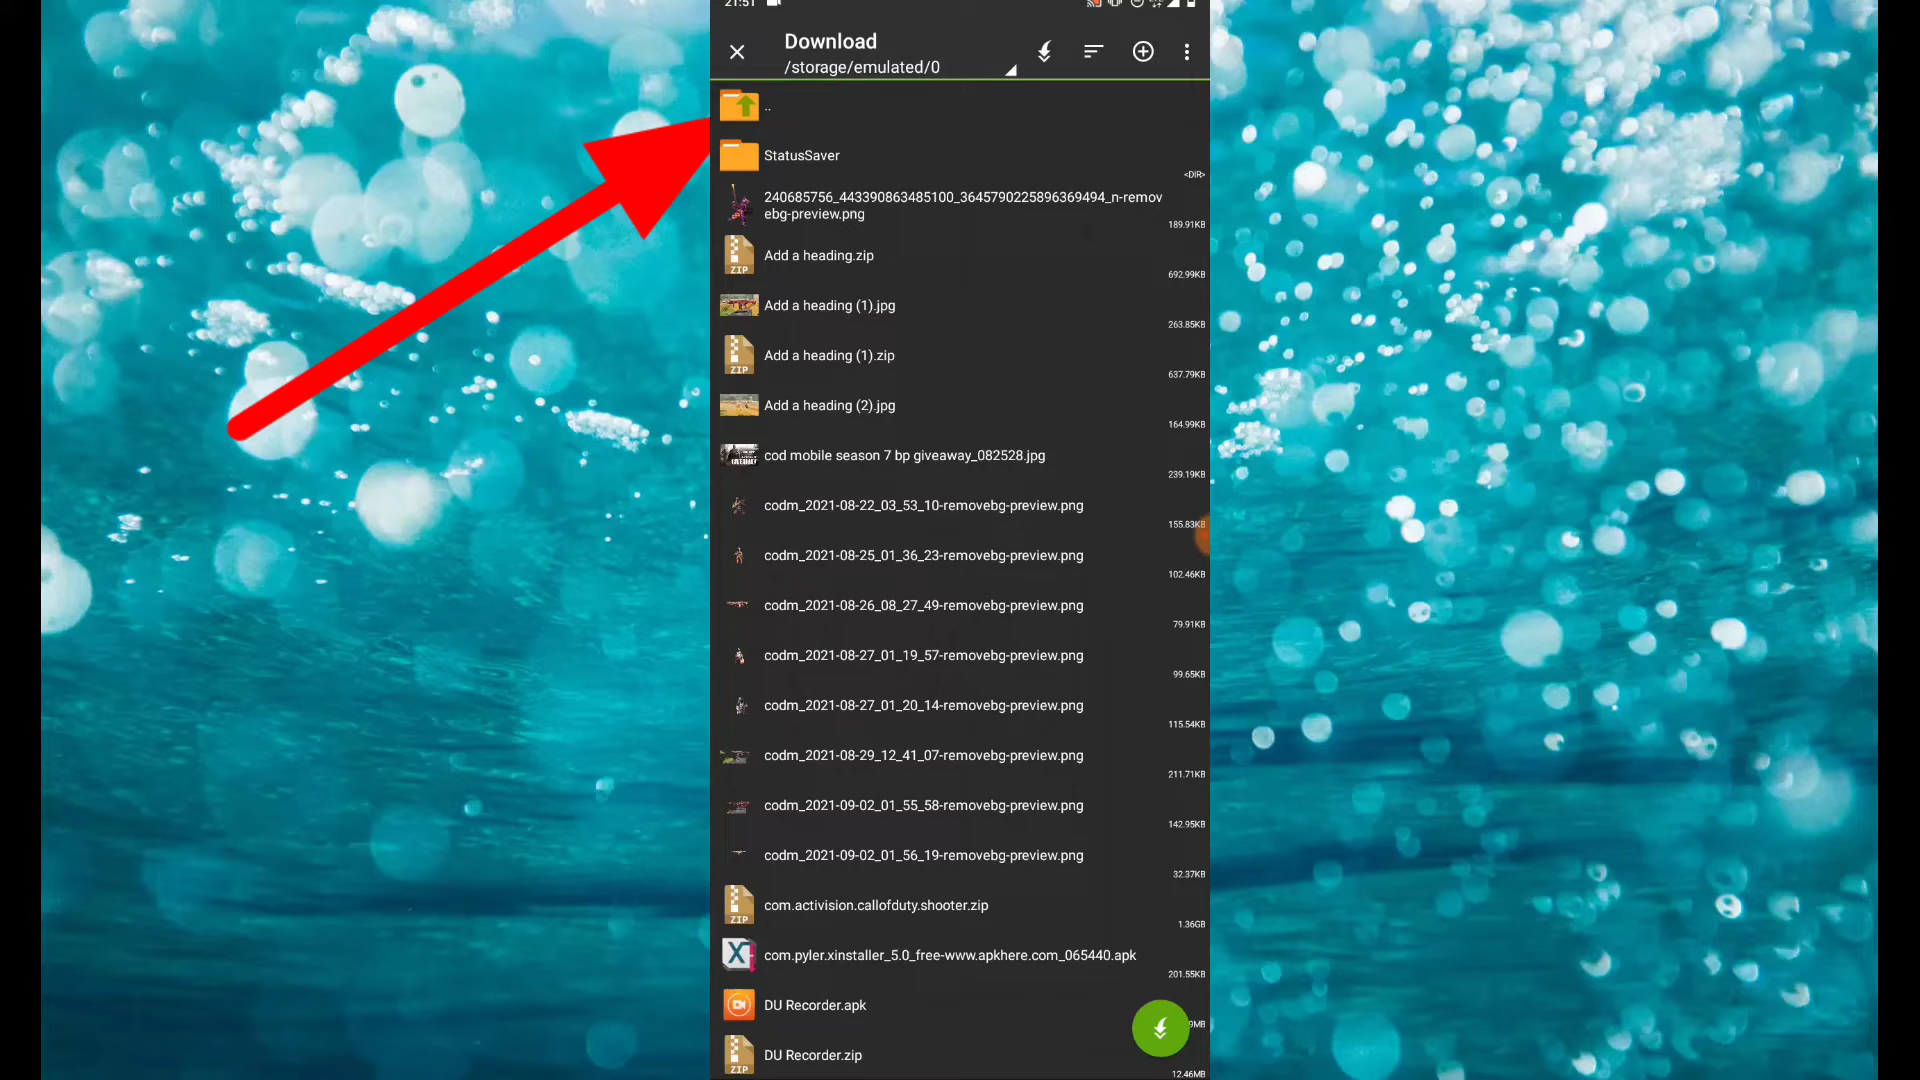 21:51
Download
/storage/emulated/0
..
StatusSaver
<DIR>
240685756_443390863485100_3645790225896369494_n-remov
ebg-preview.png
189.91KB
ZIP
Add a heading.zip
692.99KB
Add a heading (1).jpg
263.85KB
ZIP
Add a heading (1).zip
637.79KB
Add a heading (2).jpg
164.99KB
cod mobile season 7 bp giveaway_082528.jpg
239.19KB
codm_2021-08-22_03_53_10-removebg-preview.png
155.83KB
codm_2021-08-25_01_36_23-removebg-preview.png
102.46KB
codm_2021-08-26_08_27_49-removebg-preview.png
79.91KB
codm_2021-08-27_01_19_57-removebg-preview.png
99.65KB
codm_2021-08-27_01_20_14-removebg-preview.png
115.54KB
codm_2021-08-29_12_41_07-removebg-preview.png
211.71KB
codm_2021-09-02_01_55_58-removebg-preview.png
142.95KB
codm_2021-09-02_01_56_19-removebg-preview.png
32.37KB
ZIP
com.activision.callofduty.shooter.zip
1.36GB
X
com.pyler.xinstaller_5.0_free-www.apkhere.com_065440.apk
201.55KB
DU Recorder.apk
9MB
ZIP
DU Recorder.zip
12.46MB